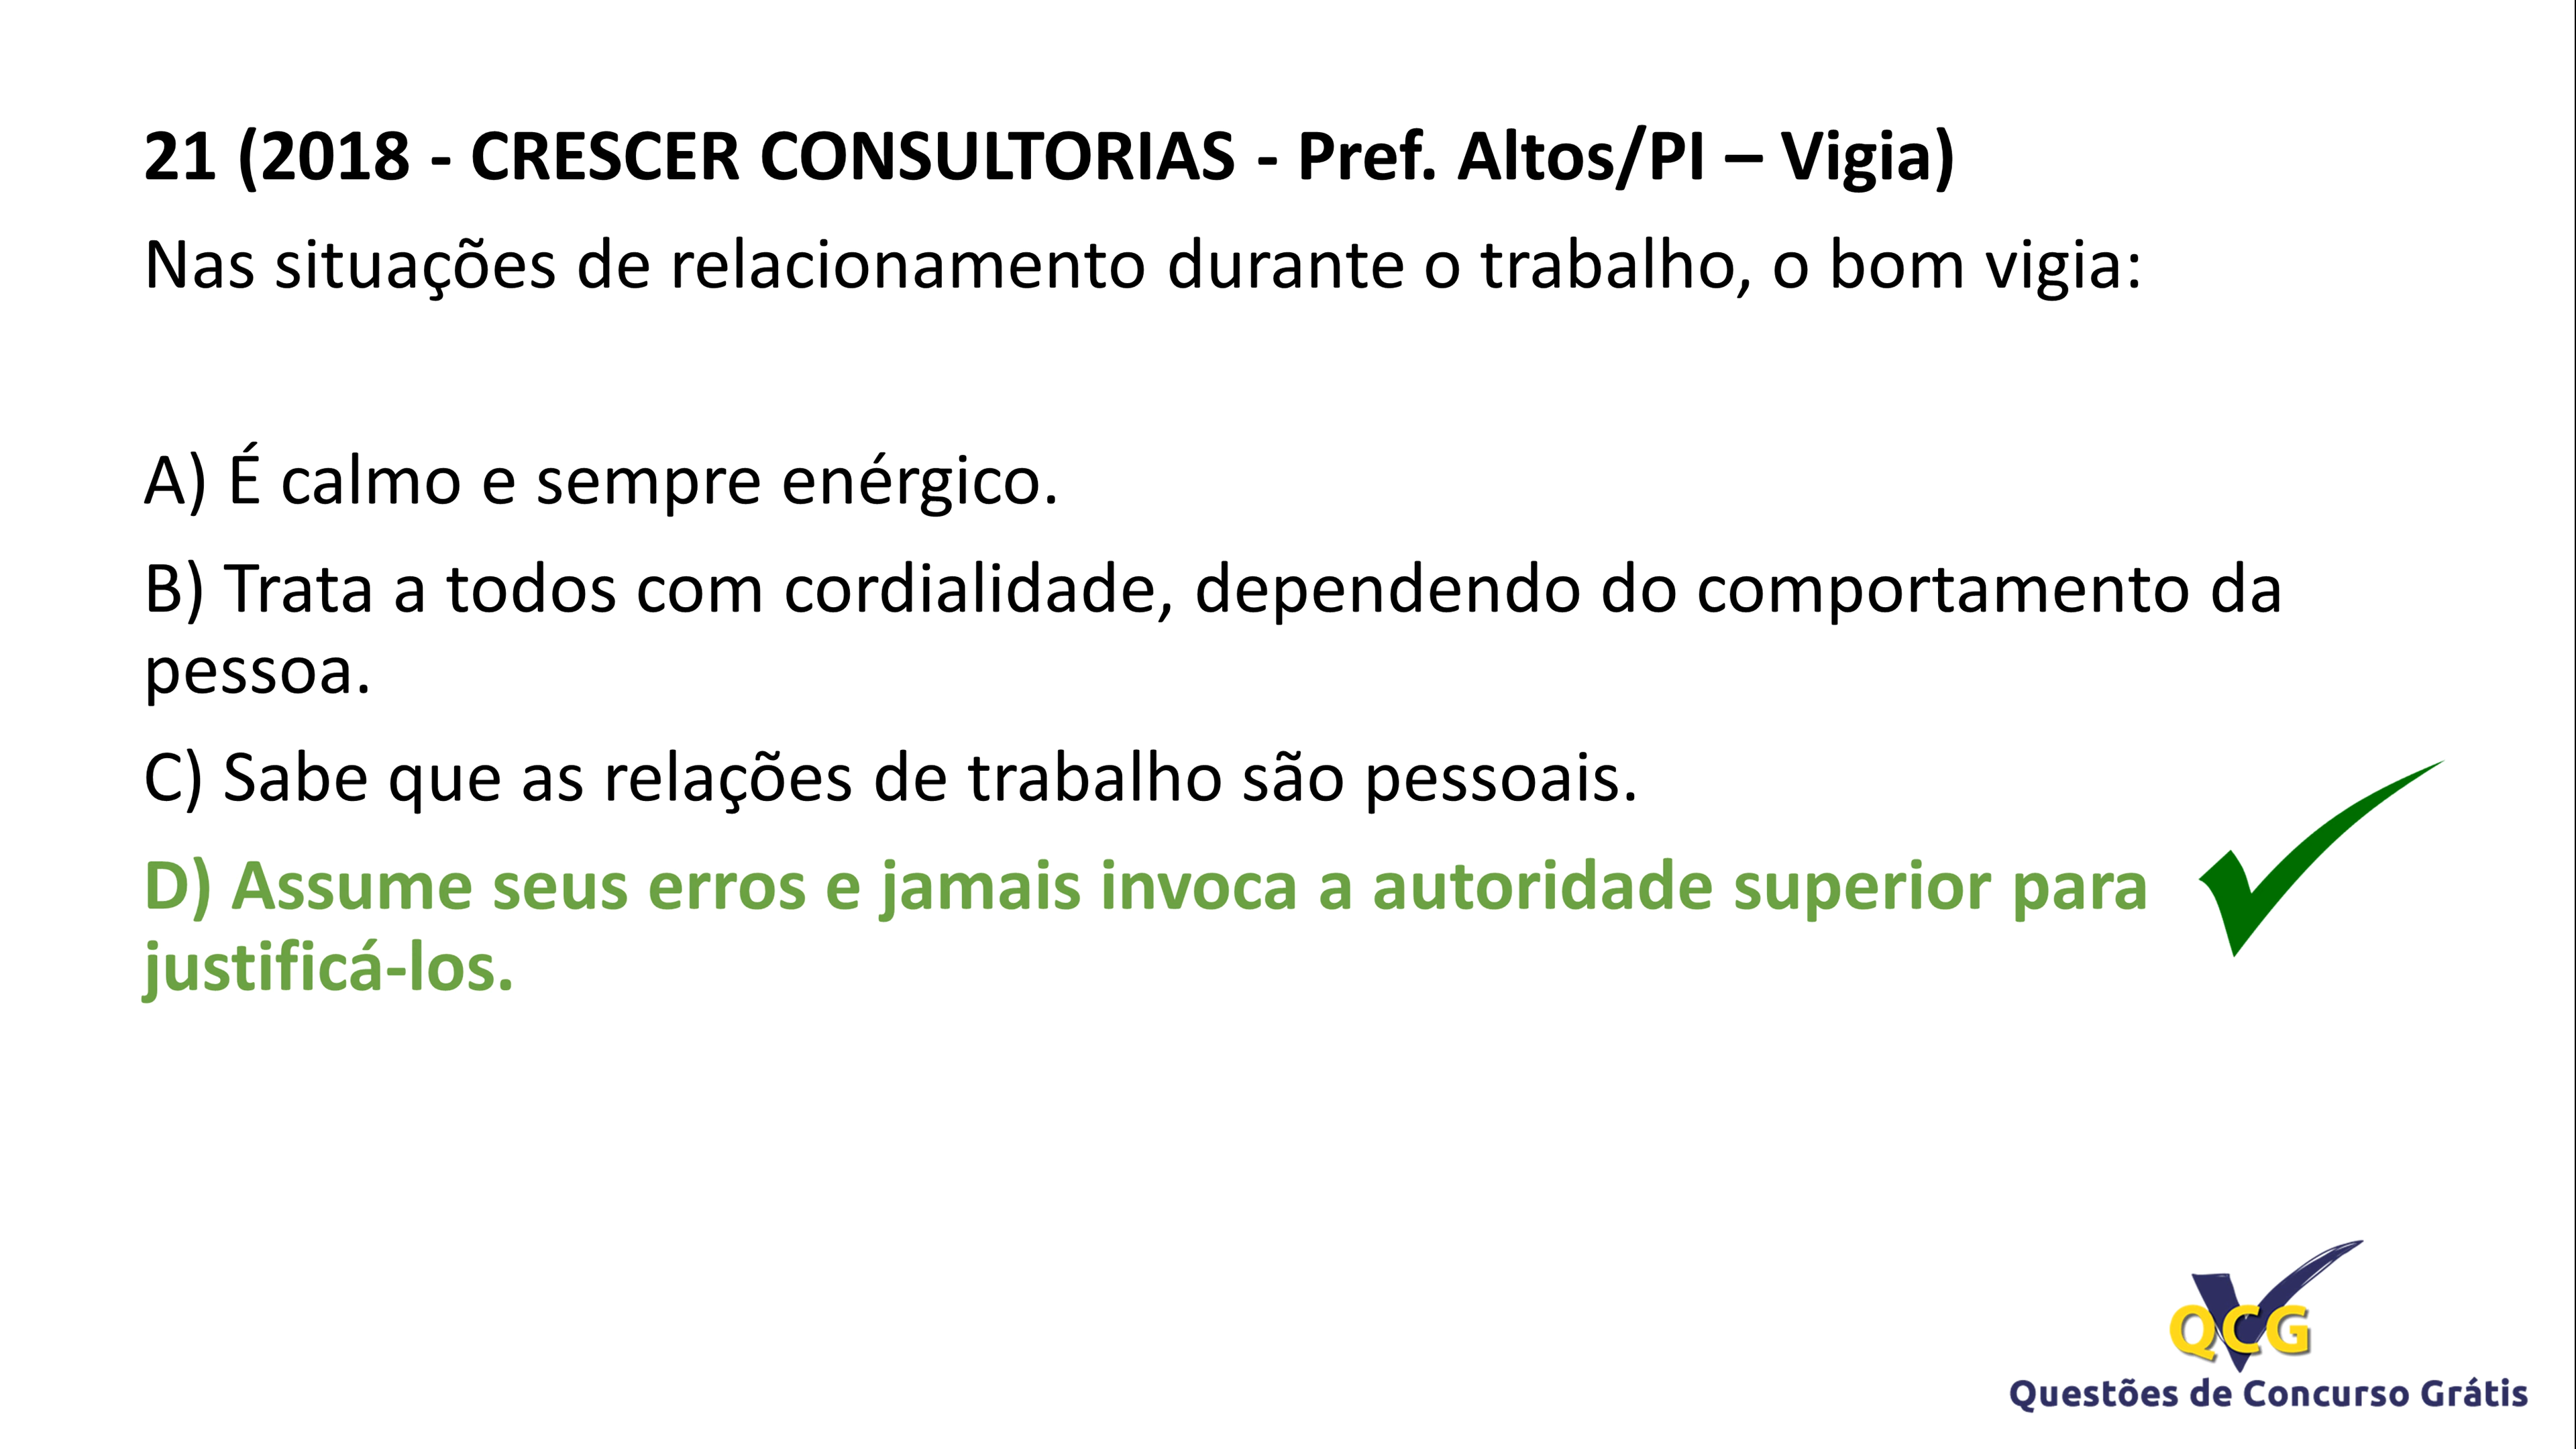 21 (2018 - CRESCER CONSULTORIAS - Pref. Altos/PI – Vigia)
Nas situações de relacionamento durante o trabalho, o bom vigia:
A) É calmo e sempre enérgico.
B) Trata a todos com cordialidade, dependendo do comportamento da
pessoa.
C) Sabe que as relações de trabalho são pessoais.
D) Assume seus erros e jamais invoca a autoridade superior para
justificá-los.
QCG
Questões de Concurso Grátis